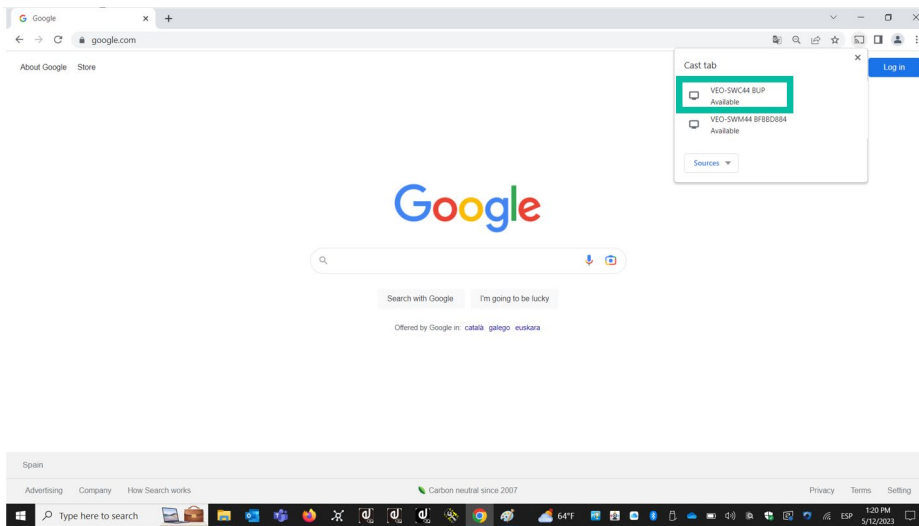 Google
google.com
About Google Store
Log in
Cast tab
VEO-SWC44 BUP
Available
VEO-SWM44 BFBBD884
Available
Sources
Google
Search with Google I'm going to be lucky
Offered by Google in: català galego euskara
Spain
Advertising Company How Search works Carbon neutral since 2007 Privacy Terms Setting
Type here to search 64°F ESP 1:20 PM
5/12/2023